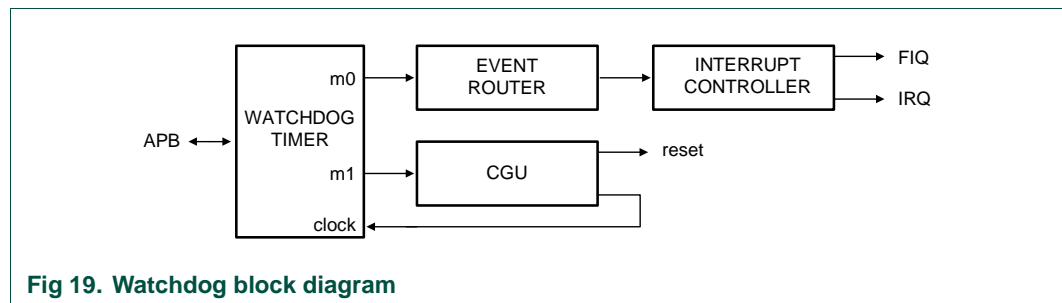 APB
WATCHDOG
TIMER
m0
m1
clock
EVENT
ROUTER
INTERRUPT
CONTROLLER
FIQ
IRQ
CGU
reset
Fig 19. Watchdog block diagram